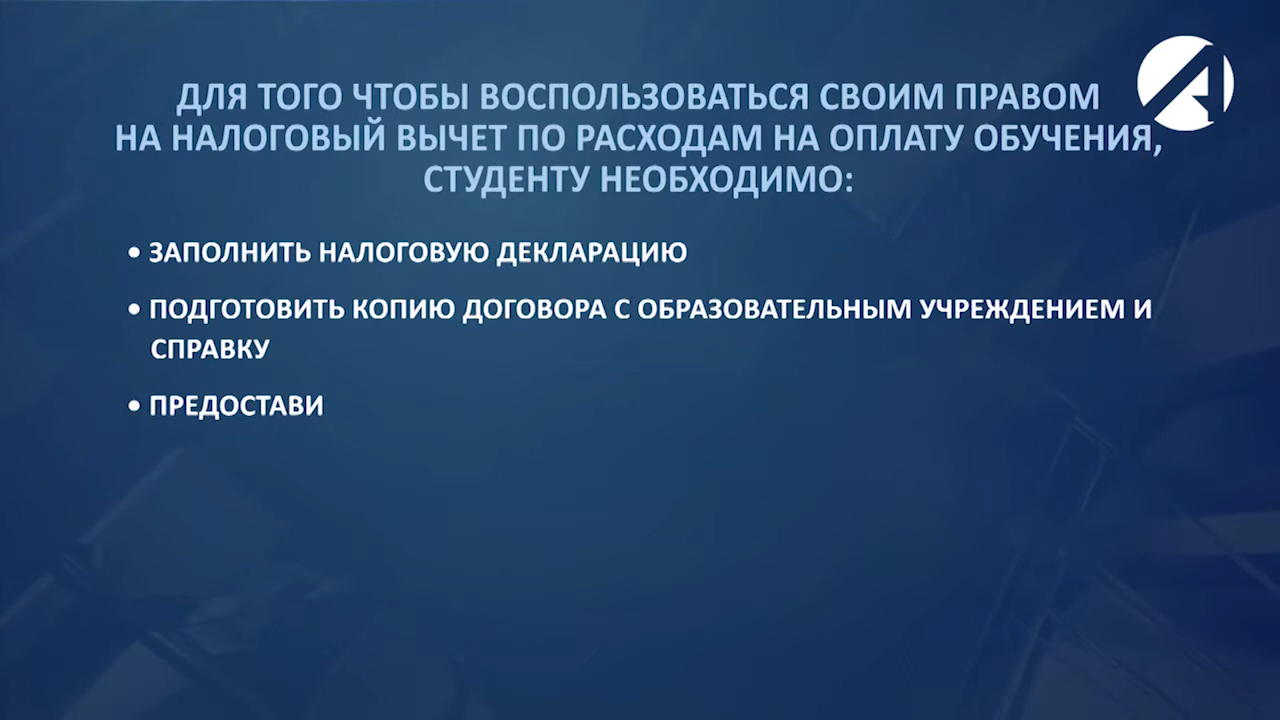 ДЛЯ ТОГО ЧТОБЫ ВОСПОЛЬЗОВАТЬСЯ СВОИМ ПРАВОМ
НА НАЛОГОВЫЙ ВЫЧЕТ ПО РАСХОДАМ НА ОПЛАТУ ОБУЧЕНИЯ,
СТУДЕНТУ НЕОБХОДИМО:
• ЗАПОЛНИТЬ НАЛОГОВУЮ ДЕКЛАРАЦИЮ
• ПОДГОТОВИТЬ КОПИЮ ДОГОВОРА С ОБРАЗОВАТЕЛЬНЫМ УЧРЕЖДЕНИЕМ И
СПРАВКУ
• ПРЕДОСТАВИ